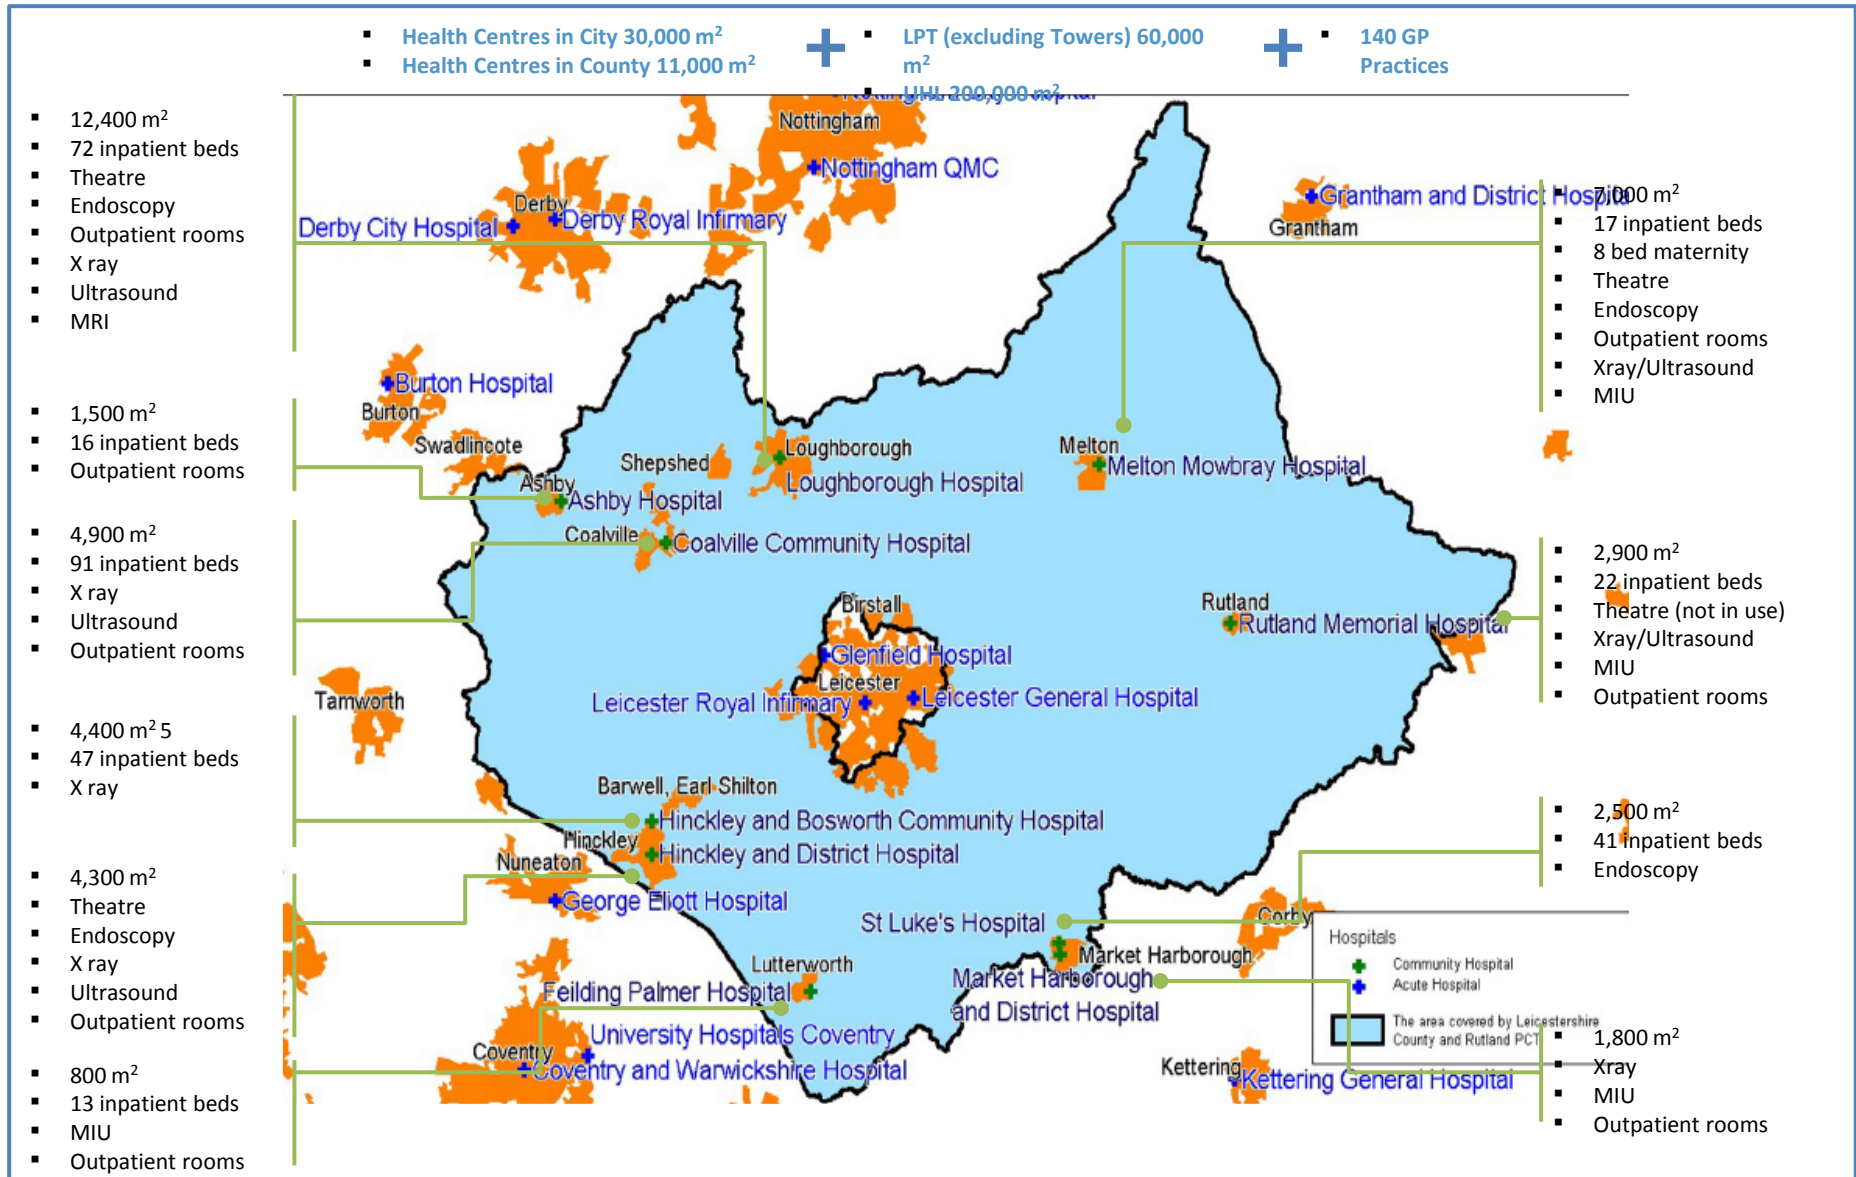 ▪ Health Centres in City 30,000 m²
▪ Health Centres in County 11,000 m²
+
▪ LPT (excluding Towers) 60,000
m²
▪ UHL 200,000 m²
+
▪ 140 GP
Practices
▪ 12,400 m²
▪ 72 inpatient beds
▪ Theatre
▪ Endoscopy
▪ Outpatient rooms
▪ X ray
▪ Ultrasound
▪ MRI
▪ 1,500 m²
▪ 16 inpatient beds
▪ Outpatient rooms
▪ 4,900 m²
▪ 91 inpatient beds
▪ X ray
▪ Ultrasound
▪ Outpatient rooms
▪ 4,400 m² 5
▪ 47 inpatient beds
▪ X ray
▪ 4,300 m²
▪ Theatre
▪ Endoscopy
▪ X ray
▪ Ultrasound
▪ Outpatient rooms
▪ 800 m²
▪ 13 inpatient beds
▪ MIU
▪ Outpatient rooms
Nottingham
Nottingham QMC
Derby
Derby City Hospital
Derby Royal Infirmary
Grantham and District Hospita
Grantham
Burton Hospital
Burton
Swadlincote
Shepshed
Loughborough
Loughborough Hospital
Melton
Melton Mowbray Hospital
Ashby
Ashby Hospital
Coalville
Coalville Community Hospital
Birstall
Glenfield Hospital
Leicester
Leicester Royal Infirmary
Leicester General Hospital
Rutland
Rutland Memorial Hospital
Tamworth
Barwell, Earl Shilton
Hinckley and Bosworth Community Hospital
Hinckley
Hinckley and District Hospital
Nuneaton
George Eliott Hospital
St Luke's Hospital
Market Harborough
Market Harborough
and District Hospital
Corby
Lutterworth
Feilding Palmer Hospital
University Hospitals Coventry
Coventry
Coventry and Warwickshire Hospital
Kettering
Kettering General Hospital
Hospitals
Community Hospital
Acute Hospital
The area covered by Leicestershire
County and Rutland PCT
▪ 7,000 m²
▪ 17 inpatient beds
▪ 8 bed maternity
▪ Theatre
▪ Endoscopy
▪ Outpatient rooms
▪ Xray/Ultrasound
▪ MIU
▪ 2,900 m²
▪ 22 inpatient beds
▪ Theatre (not in use)
▪ Xray/Ultrasound
▪ MIU
▪ Outpatient rooms
▪ 2,500 m²
▪ 41 inpatient beds
▪ Endoscopy
▪ 1,800 m²
▪ Xray
▪ MIU
▪ Outpatient rooms